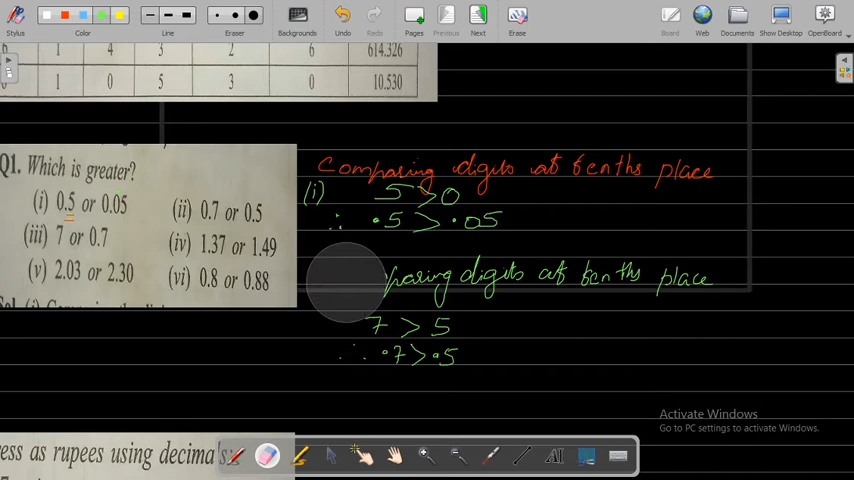 Stylus
Color
Line
Eraser
Backgrounds
Undo
Redo
Pages
Previous
Next
Erase
Board
Web
Documents
Show Desktop
OpenBoard
1 4 3 2 6 614.326
1 0 5 3 0 10.530
Q1. Which is greater?
(i) 0.5 or 0.05 (ii) 0.7 or 0.5
(iii) 7 or 0.7 (iv) 1.37 or 1.49
(v) 2.03 or 2.30 (vi) 0.8 or 0.88
Comparing digits at tenths place
(i) 5 > 0
∴ .5 > .05
paring digits at tenths place
7 > 5
∴ .7 > .5
Activate Windows
Go to PC settings to activate Windows.
ress as rupees using decimals: